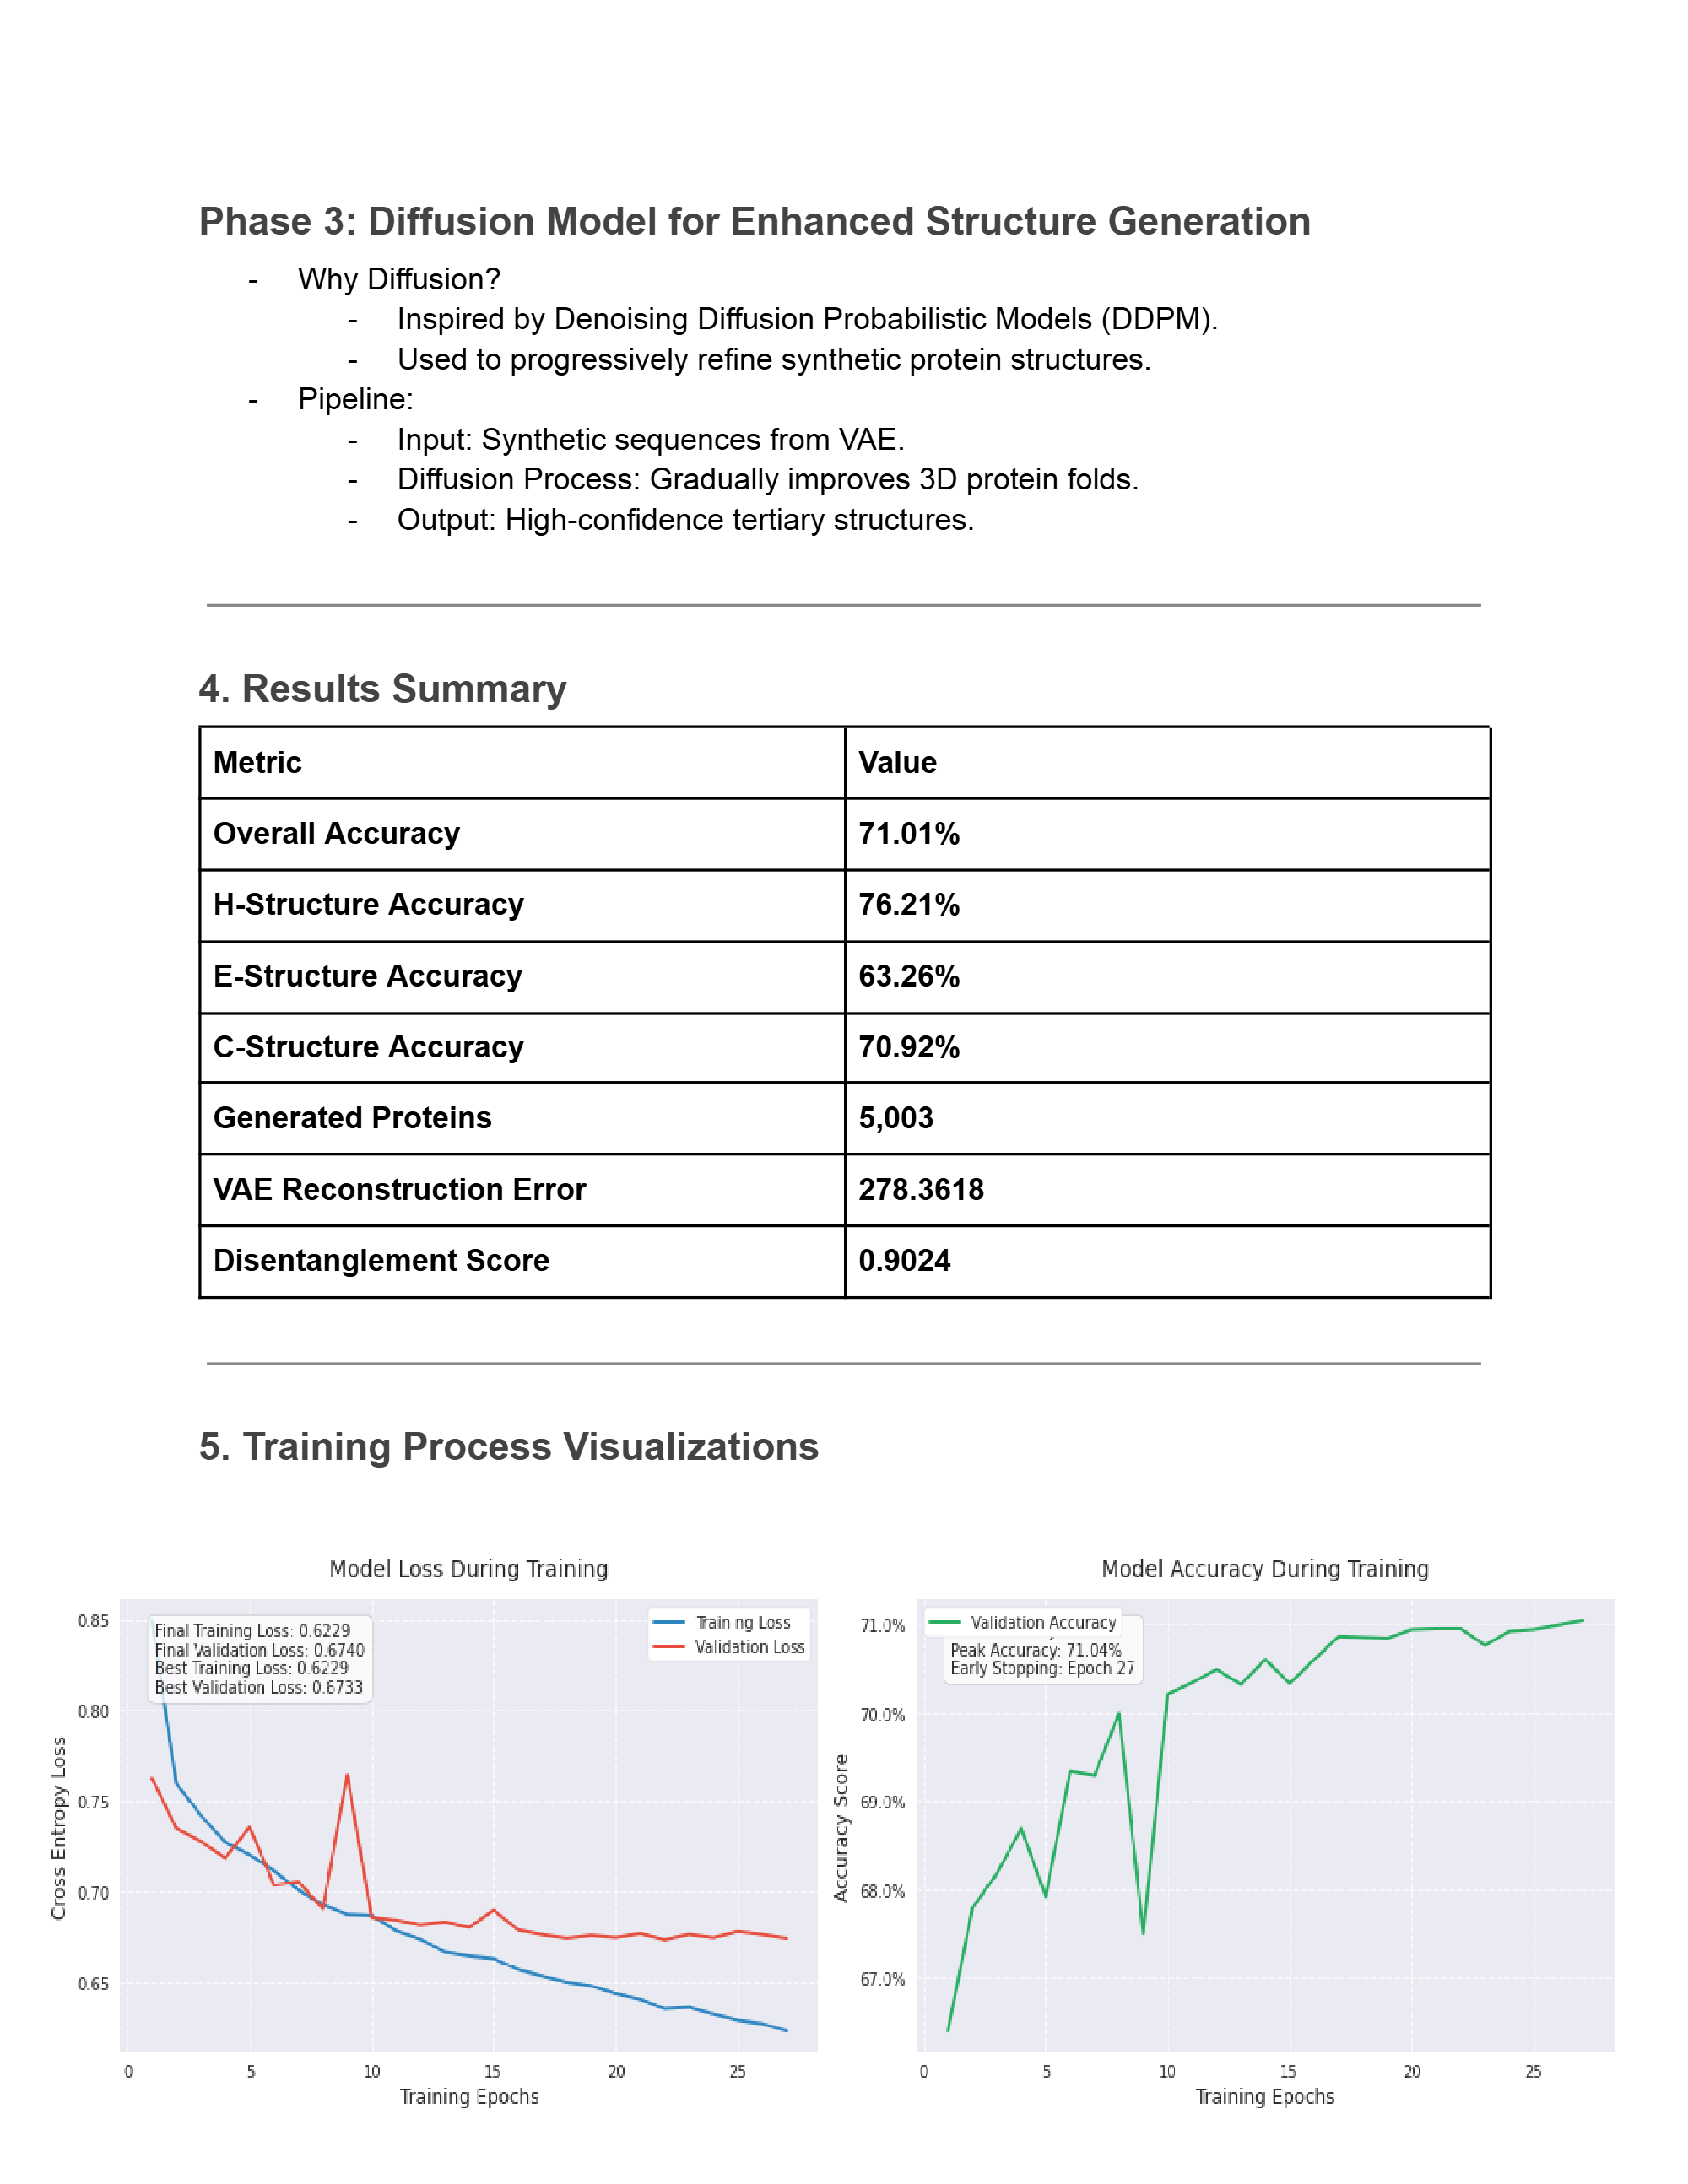 Phase 3: Diffusion Model for Enhanced Structure Generation
- Why Diffusion?
- Inspired by Denoising Diffusion Probabilistic Models (DDPM).
- Used to progressively refine synthetic protein structures.
- Pipeline:
- Input: Synthetic sequences from VAE.
- Diffusion Process: Gradually improves 3D protein folds.
- Output: High-confidence tertiary structures.
4. Results Summary
Metric Value
Overall Accuracy 71.01%
H-Structure Accuracy 76.21%
E-Structure Accuracy 63.26%
C-Structure Accuracy 70.92%
Generated Proteins 5,003
VAE Reconstruction Error 278.3618
Disentanglement Score 0.9024
5. Training Process Visualizations
Model Loss During Training
Final Training Loss: 0.6229
Final Validation Loss: 0.6740
Best Training Loss: 0.6229
Best Validation Loss: 0.6733
Training Loss
Validation Loss
Cross Entropy Loss
0.85
0.80
0.75
0.70
0.65
0 5 10 15 20 25
Training Epochs
Model Accuracy During Training
Validation Accuracy
Peak Accuracy: 71.04%
Early Stopping: Epoch 27
Accuracy Score
71.0%
70.0%
69.0%
68.0%
67.0%
0 5 10 15 20 25
Training Epochs